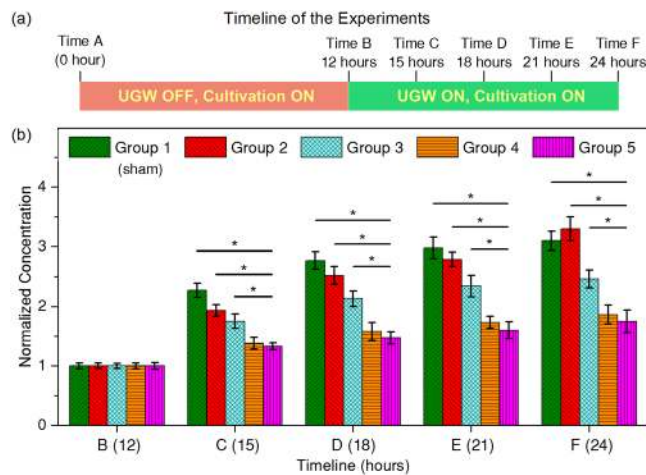 (a) Timeline of the Experiments
Time A Time B Time C Time D Time E Time F
(0 hour) 12 hours 15 hours 18 hours 21 hours 24 hours
UGW OFF, Cultivation ON UGW ON, Cultivation ON
(b)
Group 1 Group 2 Group 3 Group 4 Group 5
(sham)
Normalized Concentration
4
3
2
1
0
* * * *
* * * *
* * * *
B (12) C (15) D (18) E (21) F (24)
Timeline (hours)